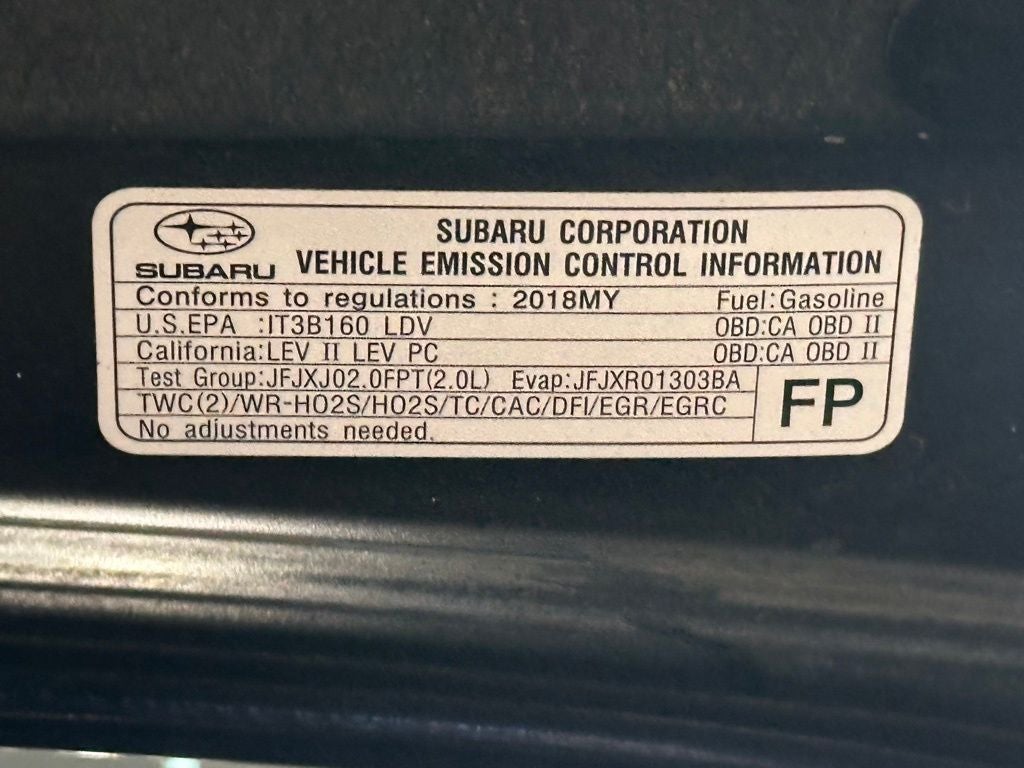 SUBARU
SUBARU CORPORATION
VEHICLE EMISSION CONTROL INFORMATION
Conforms to regulations : 2018MY Fuel:Gasoline
U.S.EPA :IT3B160 LDV OBD:CA OBD II
California:LEV II LEV PC OBD:CA OBD II
Test Group:JFJXJ02.0FPT(2.0L) Evap:JFJXR01303BA
TWC(2)/WR-HO2S/HO2S/TC/CAC/DFI/EGR/EGRC
No adjustments needed.
FP